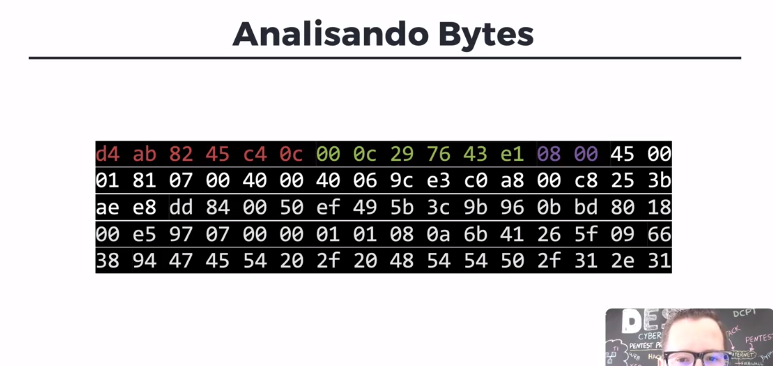 Analisando Bytes
d4 ab 82 45 c4 0c 00 0c 29 76 43 e1 08 00 45 00
01 81 07 00 40 00 40 06 9c e3 c0 a8 00 c8 25 3b
ae e8 dd 84 00 50 ef 49 5b 3c 9b 96 0b bd 80 18
00 e5 97 07 00 00 01 01 08 0a 6b 41 26 5f 09 66
38 94 47 45 54 20 2f 20 48 54 54 50 2f 31 2e 31
DCPT
CYBER
PENTEST